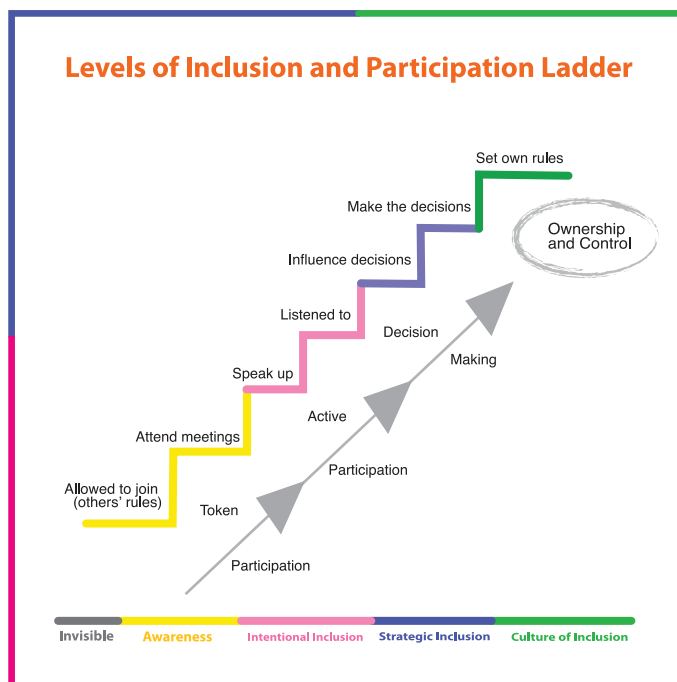 Levels of Inclusion and Participation Ladder
Set own rules
Make the decisions
Ownership
and Control
Influence decisions
Listened to
Decision
Making
Speak up
Active
Participation
Attend meetings
Allowed to join
(others’ rules)
Token
Participation
Invisible
Awareness
Intentional Inclusion
Strategic Inclusion
Culture of Inclusion